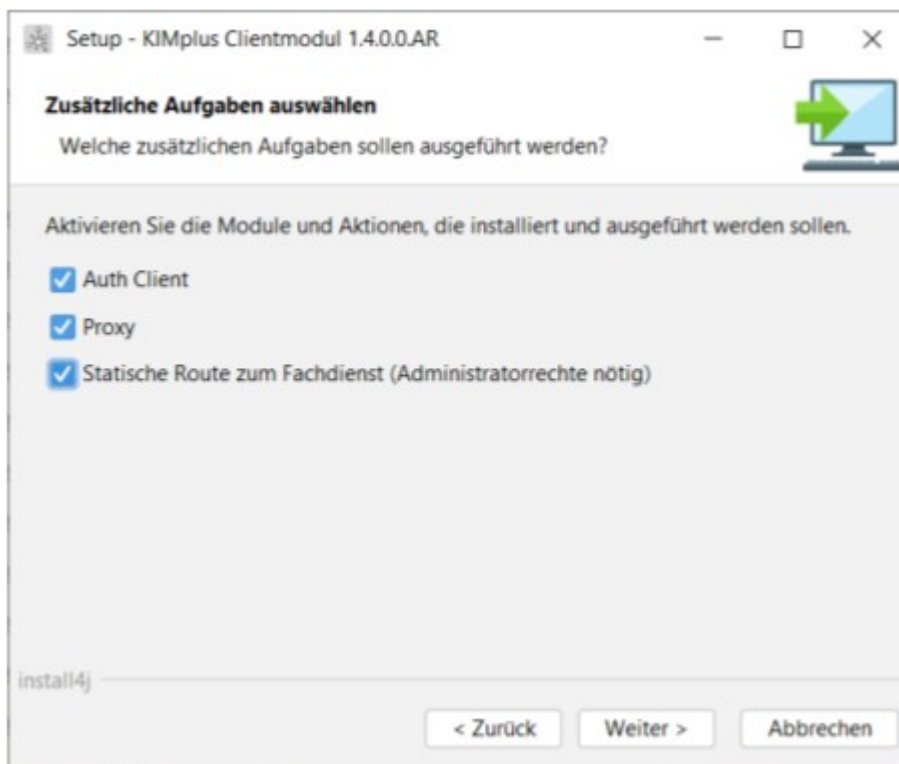 Setup - KIMplus Clientmodul 1.4.0.0.AR
Zusätzliche Aufgaben auswählen
Welche zusätzlichen Aufgaben sollen ausgeführt werden?
Aktivieren Sie die Module und Aktionen, die installiert und ausgeführt werden sollen.
Auth Client
Proxy
Statische Route zum Fachdienst (Administratorrechte nötig)
install4j
< Zurück Weiter > Abbrechen